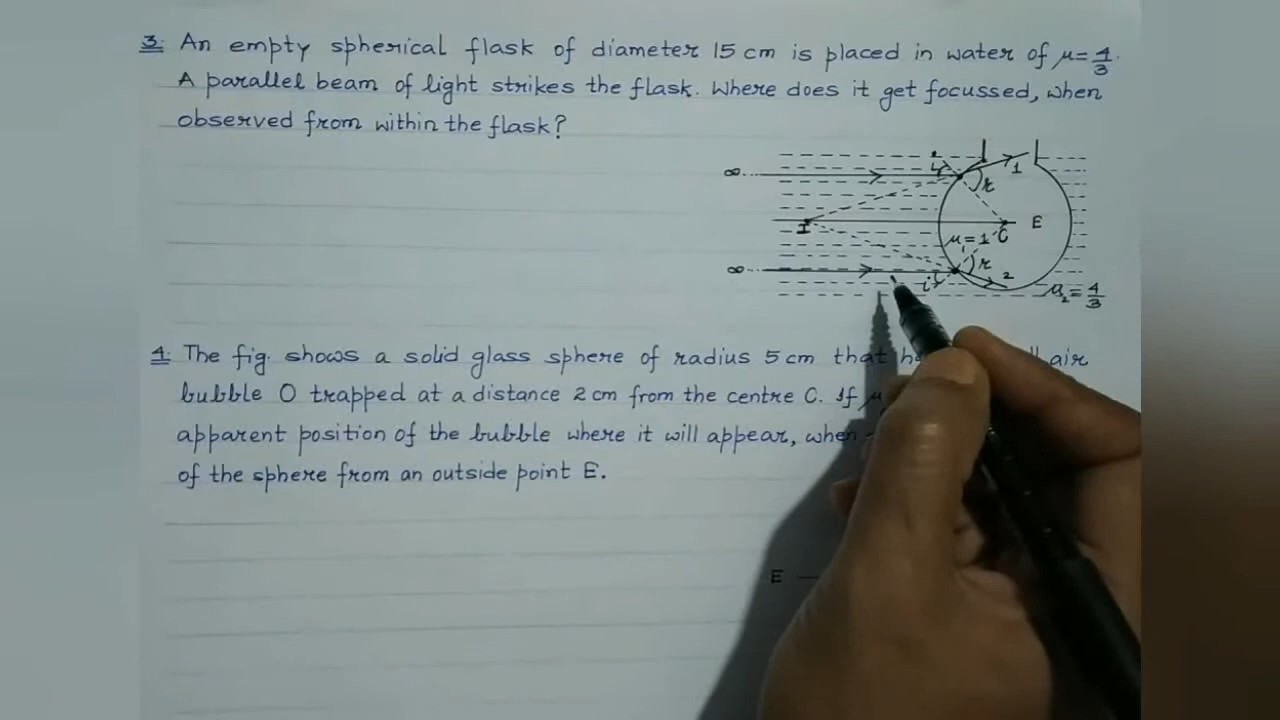 3. An empty spherical flask of diameter 15 cm is placed in water of μ = 4/3.
A parallel beam of light strikes the flask. Where does it get focussed, when
observed from within the flask?
∞
i
1
r
I
C
E
μ₁ = 1
∞
r
i
2
μ₂ = 4/3
4. The fig. shows a solid glass sphere of radius 5 cm that air
bubble O trapped at a distance 2 cm from the centre C. If μ
apparent position of the bubble where it will appear, when
of the sphere from an outside point E.
E